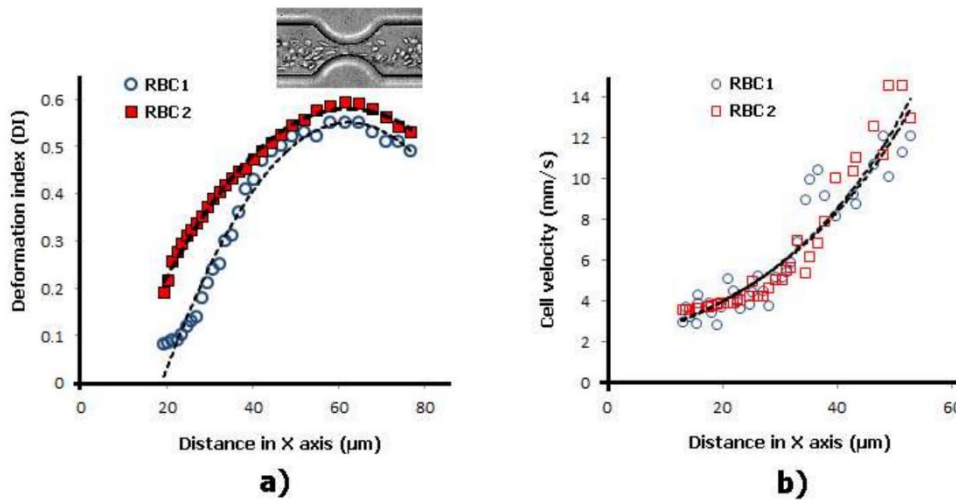 RBC1
RBC2
Deformation index (DI)
0.6
0.5
0.4
0.3
0.2
0.1
0
0
20
40
60
80
Distance in X axis (µm)
a)
RBC1
RBC2
Cell velocity (mm/s)
14
12
10
8
6
4
2
0
0
20
40
60
Distance in X axis (µm)
b)